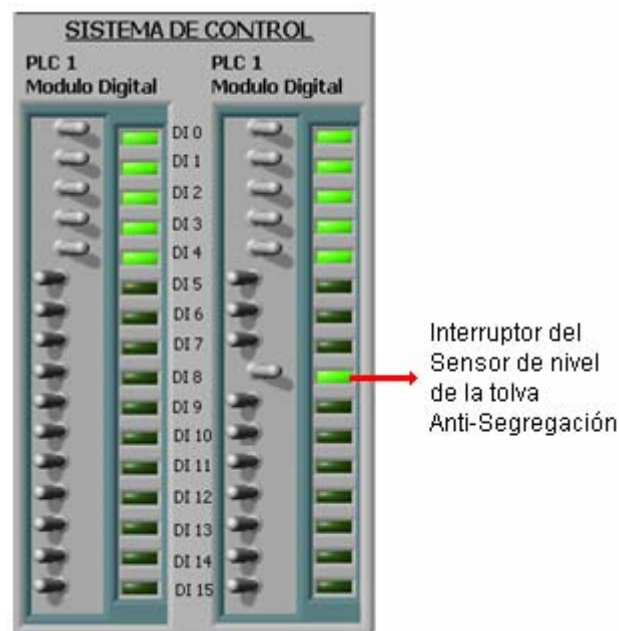 SISTEMA DE CONTROL
PLC 1
Modulo Digital
PLC 1
Modulo Digital
DI 0
DI 1
DI 2
DI 3
DI 4
DI 5
DI 6
DI 7
DI 8
DI 9
DI 10
DI 11
DI 12
DI 13
DI 14
DI 15
Interruptor del
Sensor de nivel
de la tolva
Anti-Segregación